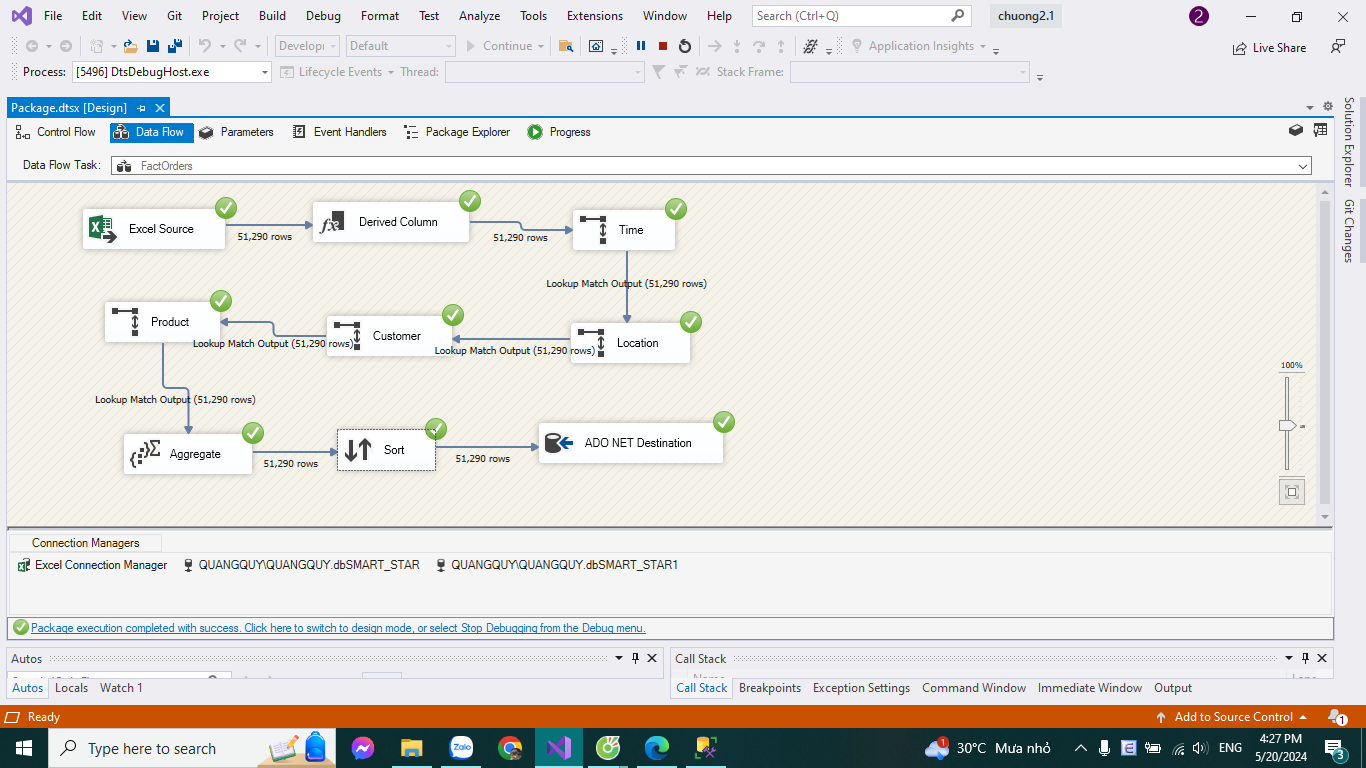 File Edit View Git Project Build Debug Format Test Analyze Tools Extensions Window Help Search (Ctrl+Q) chuong2.1 2
Developi Default Continue Application Insights Live Share
Process: [5496] DtsDebugHost.exe Lifecycle Events Thread: Stack Frame:
Package.dtsx [Design]
Control Flow Data Flow Parameters Event Handlers Package Explorer Progress
Data Flow Task: FactOrders
Excel Source
51,290 rows
Derived Column
51,290 rows
Time
Lookup Match Output (51,290 rows)
Location
Lookup Match Output (51,290 rows)
Customer
Lookup Match Output (51,290 rows)
Product
Lookup Match Output (51,290 rows)
Aggregate
51,290 rows
Sort
51,290 rows
ADO NET Destination
100%
Solution Explorer
Git Changes
Connection Managers
Excel Connection Manager QUANGQUY\QUANGQUY.dbSMART_STAR QUANGQUY\QUANGQUY.dbSMART_STAR1
Package execution completed with success. Click here to switch to design mode, or select Stop Debugging from the Debug menu.
Autos
Autos Locals Watch 1
Call Stack
Call Stack Breakpoints Exception Settings Command Window Immediate Window Output
Ready Add to Source Control 1
Type here to search Zalo 1 30°C Mưa nhỏ ENG 4:27 PM
5/20/2024 3